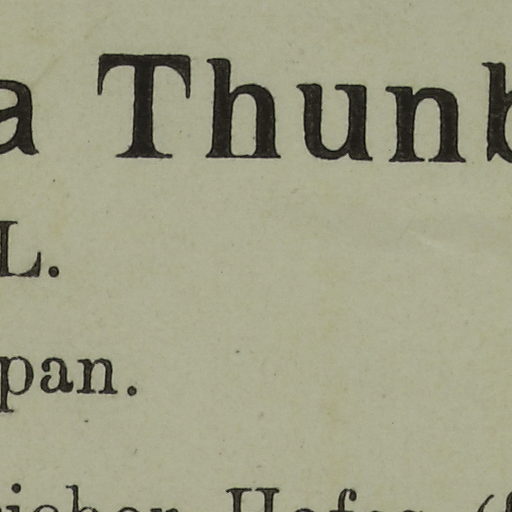 a Thunb
L.
pan.